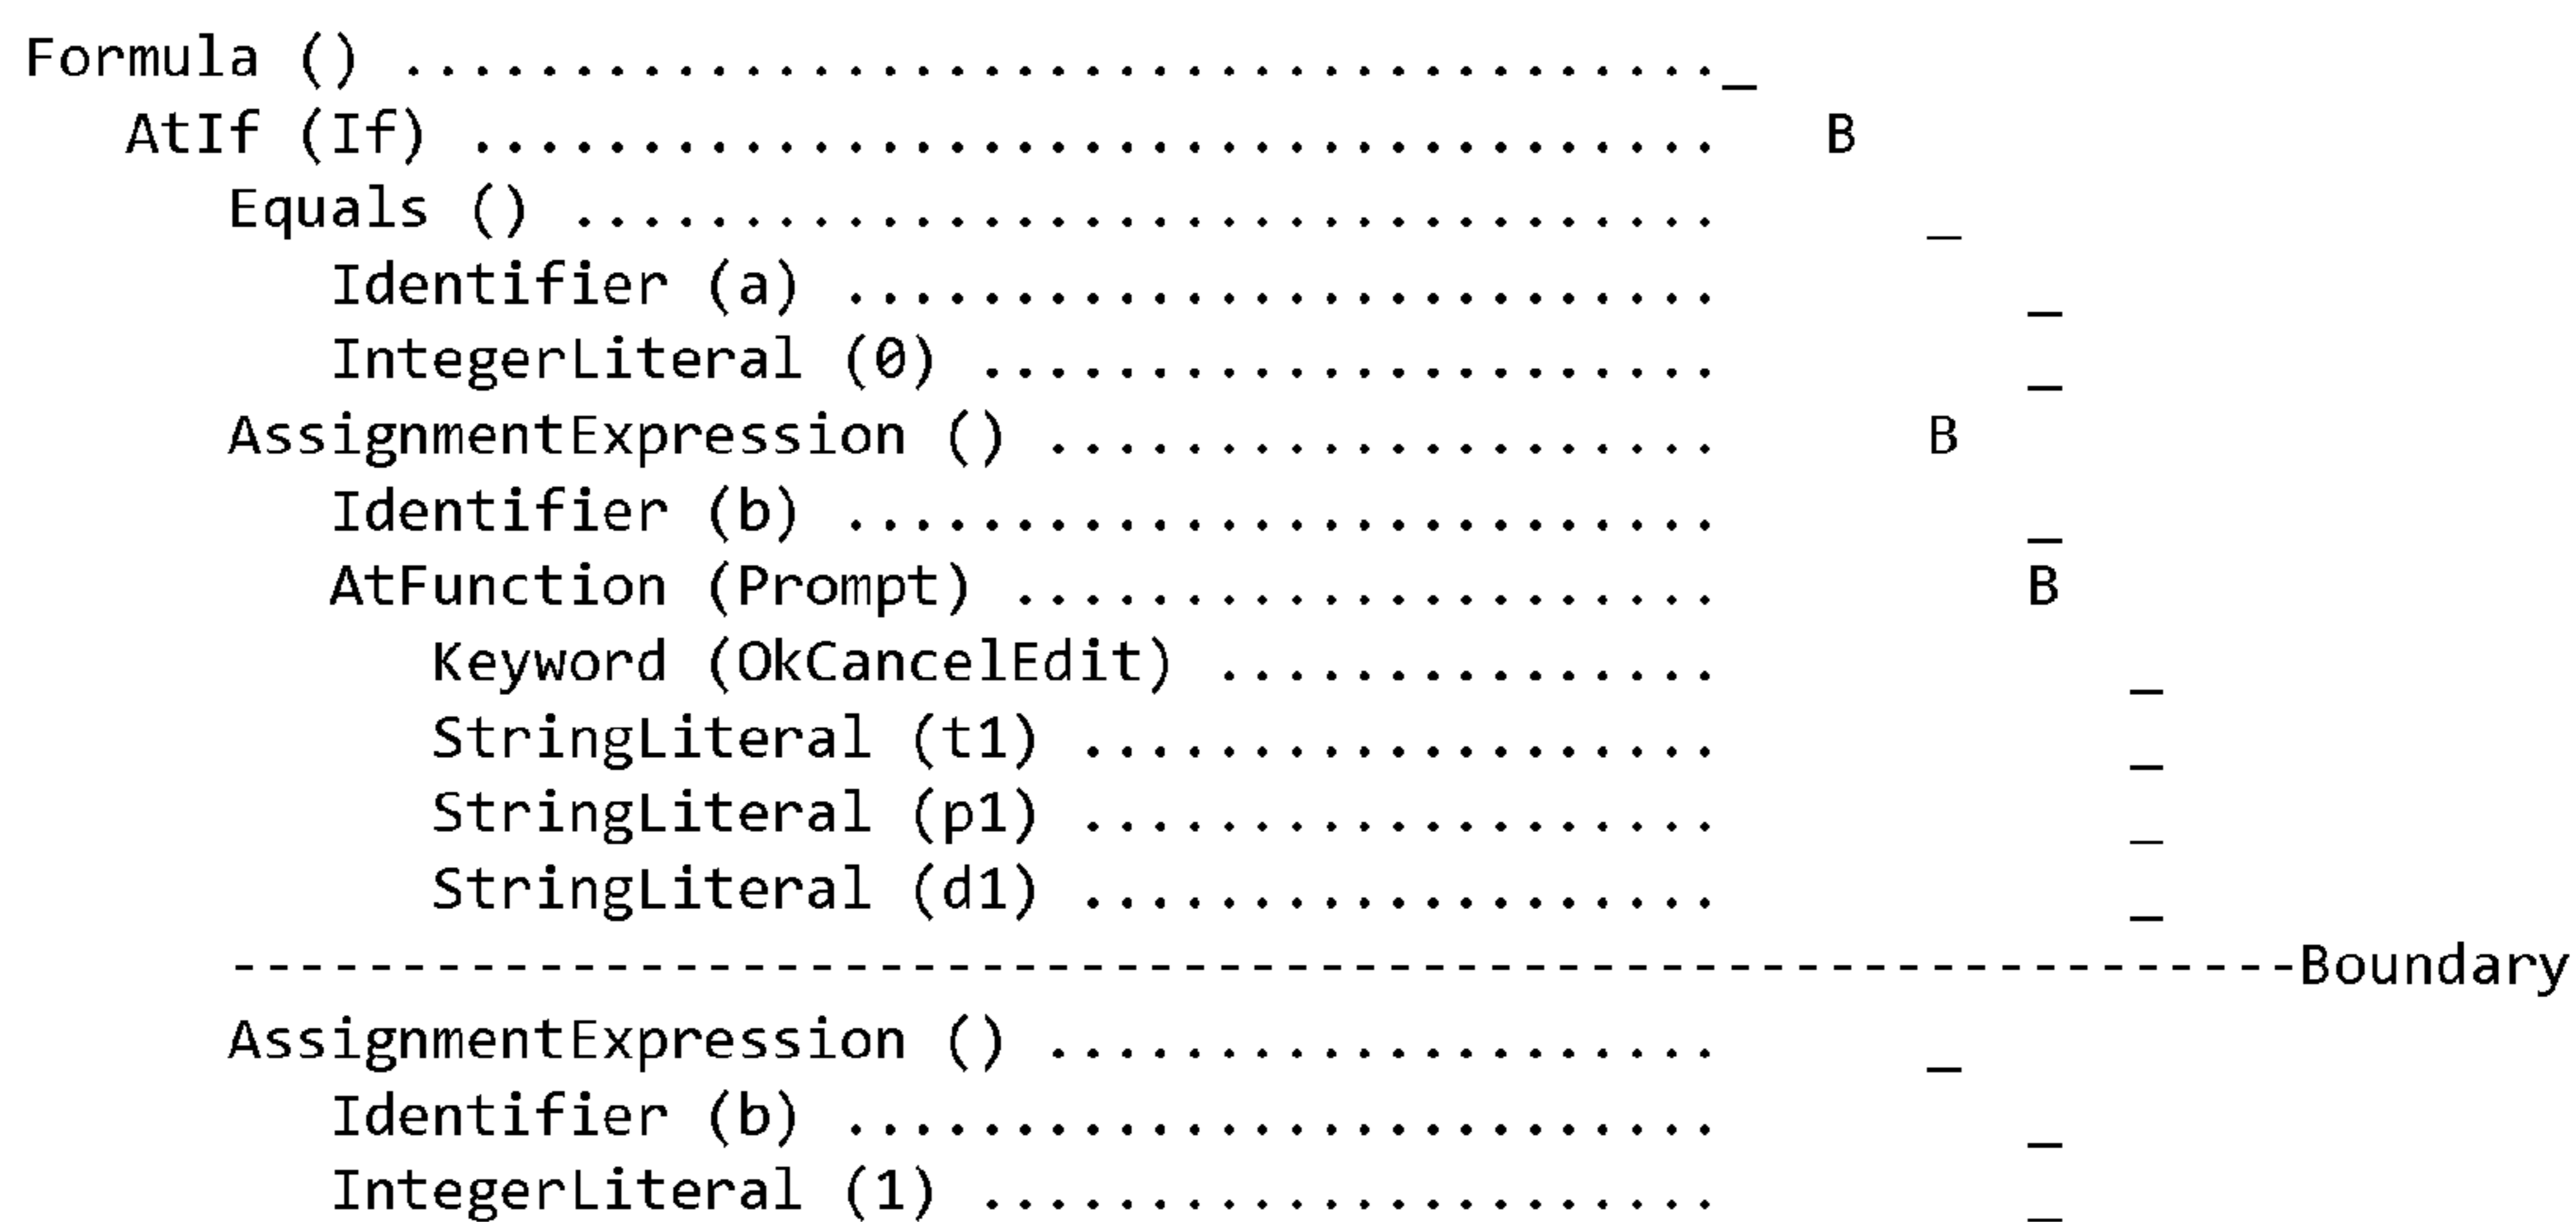 Formula () ......................................._
   AtIf (If) .....................................   B
      Equals () ..................................      _
         Identifier (a) ..........................         _
         IntegerLiteral (0) ......................         _
      AssignmentExpression () ....................      B
         Identifier (b) ..........................         _
         AtFunction (Prompt) .....................         B
            Keyword (OkCancelEdit) ...............            _
            StringLiteral (t1) ...................            _
            StringLiteral (p1) ...................            _
            StringLiteral (d1) ...................            _
      -------------------------------------------------------------Boundary
      AssignmentExpression () ....................      _
         Identifier (b) ..........................         _
         IntegerLiteral (1) ......................         _